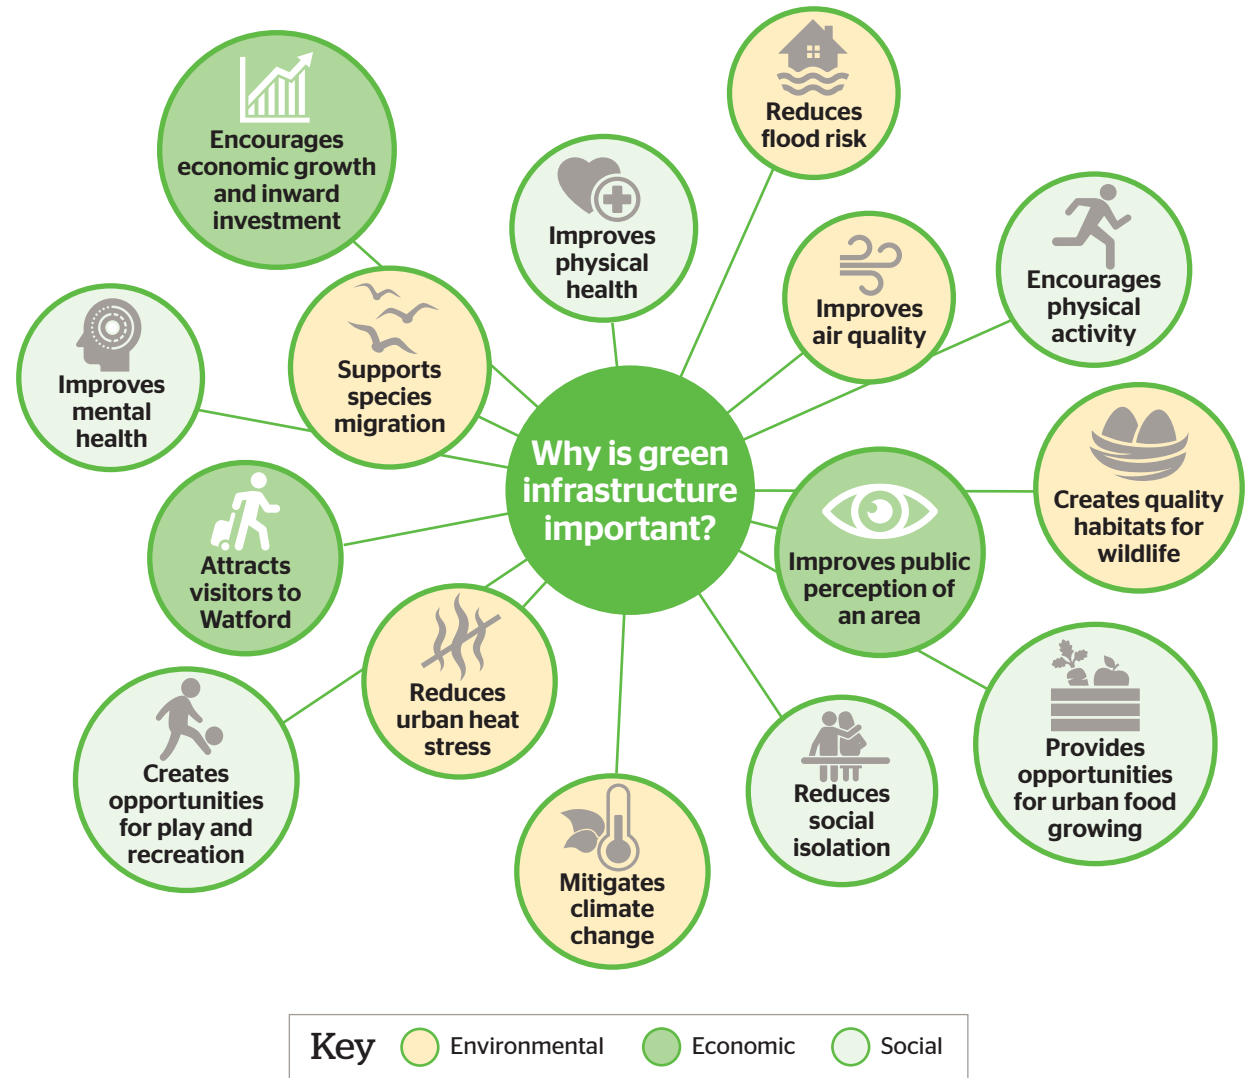 Encourages
economic growth
and inward
investment
Reduces
flood risk
Improves
physical
health
Improves
air quality
Encourages
physical
activity
Improves
mental
health
Supports
species
migration
Why is green
infrastructure
important?
Creates quality
habitats for
wildlife
Attracts
visitors to
Watford
Improves public
perception of
an area
Reduces
urban heat
stress
Creates
opportunities
for play and
recreation
Mitigates
climate
change
Reduces
social
isolation
Provides
opportunities
for urban food
growing
Key Environmental Economic Social